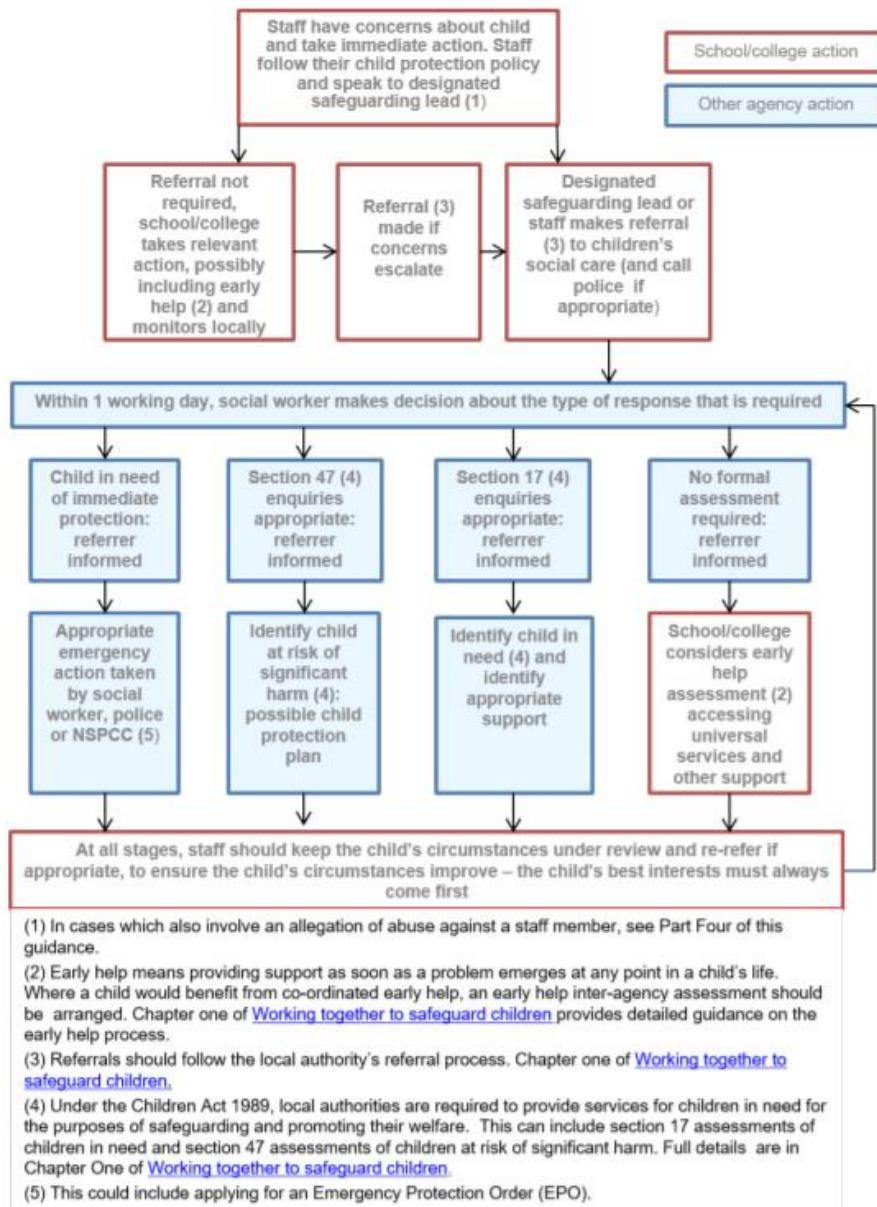 Staff have concerns about child
and take immediate action. Staff
follow their child protection policy
and speak to designated
safeguarding lead (1)
School/college action
Other agency action
Referral not
required,
school/college
takes relevant
action, possibly
including early
help (2) and
monitors locally
Referral (3)
made if
concerns
escalate
Designated
safeguarding lead or
staff makes referral
(3) to children's
social care (and call
police if
appropriate)
Within 1 working day, social worker makes decision about the type of response that is required
Child in need
of immediate
protection:
referrer
informed
Section 47 (4)
enquiries
appropriate:
referrer
informed
Section 17 (4)
enquiries
appropriate:
referrer
informed
No formal
assessment
required:
referrer
informed
Appropriate
emergency
action taken
by social
worker, police
or NSPCC (5)
Identify child
at risk of
significant
harm (4):
possible child
protection
plan
Identify child in
need (4) and
identify
appropriate
support
School/college
considers early
help
assessment (2)
accessing
universal
services and
other support
At all stages, staff should keep the child's circumstances under review and re-refer if
appropriate, to ensure the child's circumstances improve – the child's best interests must always
come first
(1) In cases which also involve an allegation of abuse against a staff member, see Part Four of this
guidance.
(2) Early help means providing support as soon as a problem emerges at any point in a child's life.
Where a child would benefit from co-ordinated early help, an early help inter-agency assessment should
be arranged. Chapter one of Working together to safeguard children provides detailed guidance on the
early help process.
(3) Referrals should follow the local authority's referral process. Chapter one of Working together to
safeguard children.
(4) Under the Children Act 1989, local authorities are required to provide services for children in need for
the purposes of safeguarding and promoting their welfare. This can include section 17 assessments of
children in need and section 47 assessments of children at risk of significant harm. Full details are in
Chapter One of Working together to safeguard children.
(5) This could include applying for an Emergency Protection Order (EPO).